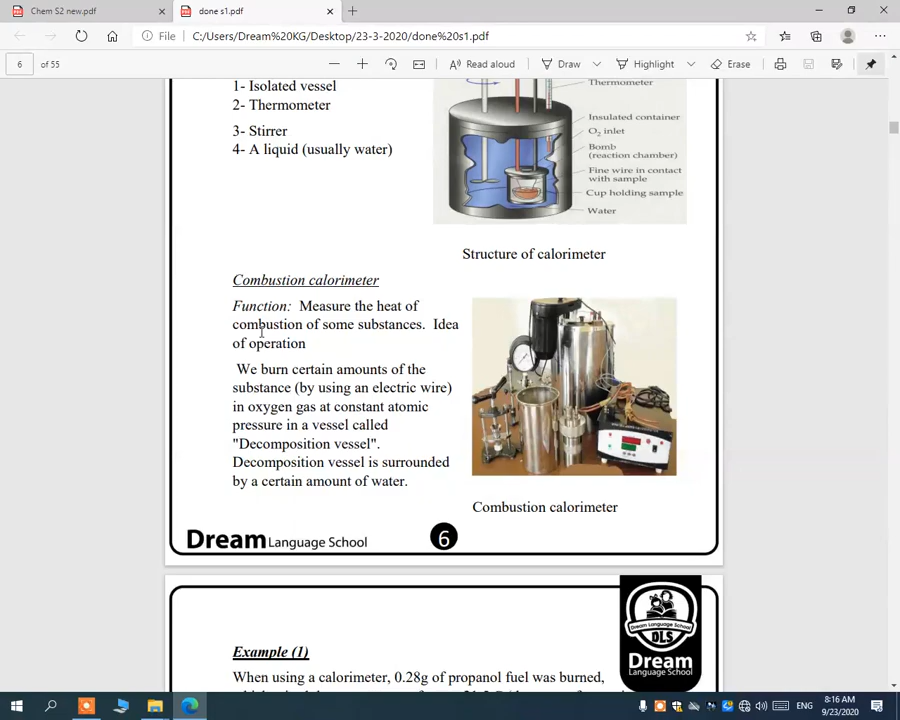 Chem S2 new.pdf
done s1.pdf
File
C:/Users/Dream%20KG/Desktop/23-3-2020/done%20s1.pdf
6 of 55
Read aloud
Draw
Highlight
Erase
1- Isolated vessel
2- Thermometer
3- Stirrer
4- A liquid (usually water)
Thermometer
Insulated container
O2 inlet
Bomb
(reaction chamber)
Fine wire in contact
with sample
Cup holding sample
Water
Structure of calorimeter
Combustion calorimeter
Function: Measure the heat of
combustion of some substances. Idea
of operation
We burn certain amounts of the
substance (by using an electric wire)
in oxygen gas at constant atomic
pressure in a vessel called
"Decomposition vessel".
Decomposition vessel is surrounded
by a certain amount of water.
Combustion calorimeter
Dream Language School
6
Dream Language School
DLS
Dream
Language School
Example (1)
When using a calorimeter, 0.28g of propanol fuel was burned,
ENG
8:16 AM
9/23/2020